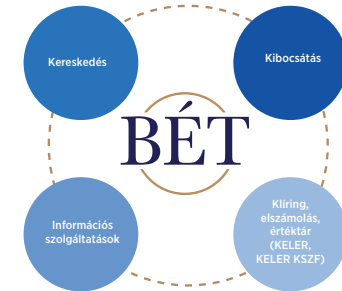 Kereskedés
Kibocsátás
BÉT
Információs
szolgáltatások
Klíring,
elszámolás,
értéktár
(KELER,
KELER KSZF)